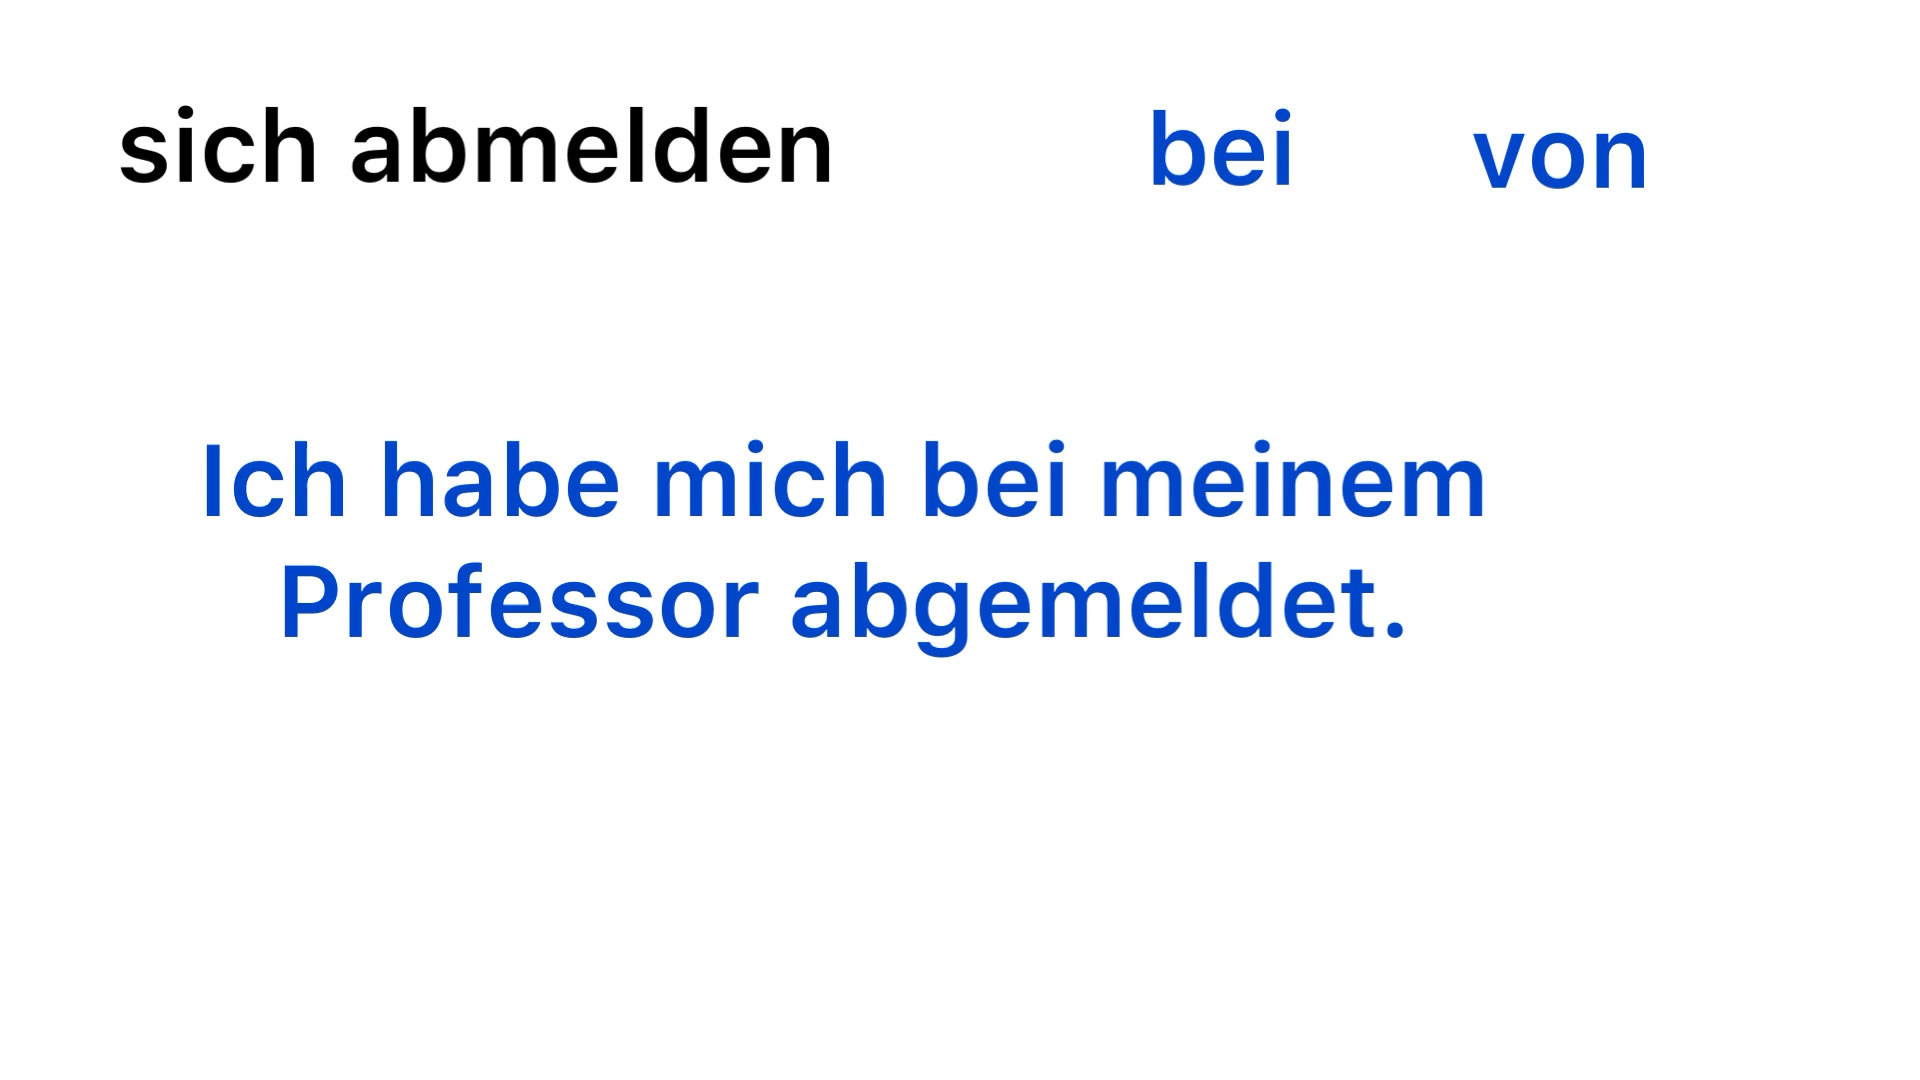 sich abmelden bei von
Ich habe mich bei meinem
Professor abgemeldet.